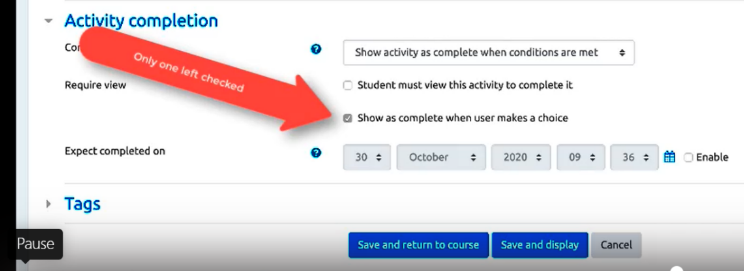 Activity completion
Co
Show activity as complete when conditions are met
Only one left checked
Require view
Student must view this activity to complete it
Show as complete when user makes a choice
Expect completed on
30 October 2020 09 36 Enable
Tags
Pause
Save and return to course Save and display Cancel